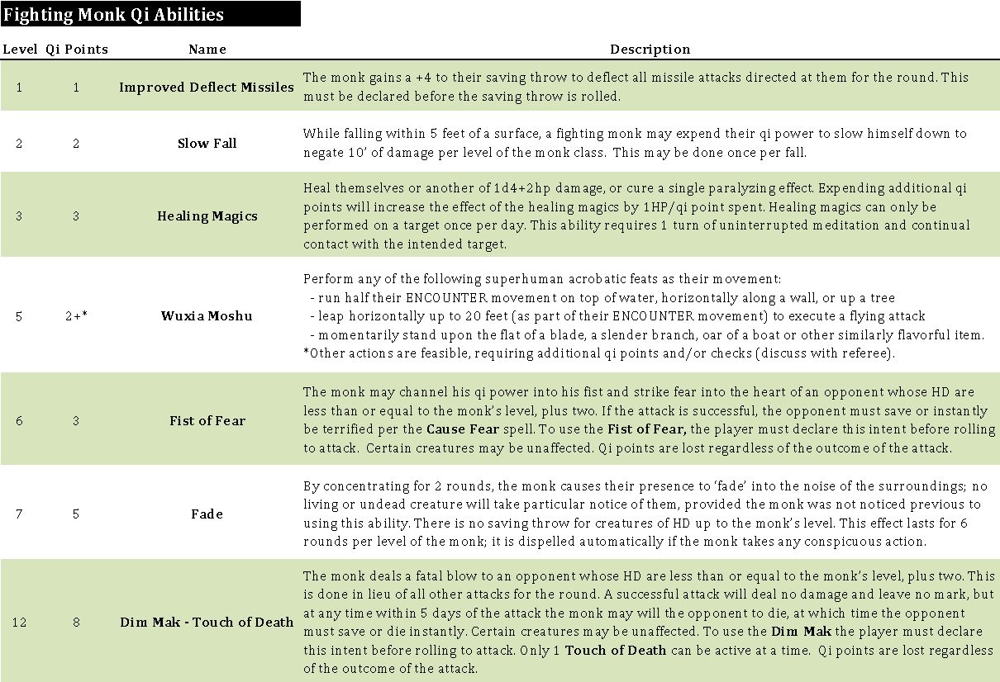 Fighting Monk Qi Abilities
Level Qi Points Name Description
1 1 Improved Deflect Missiles The monk gains a +4 to their saving throw to deflect all missile attacks directed at them for the round. This
must be declared before the saving throw is rolled.
2 2 Slow Fall While falling within 5 feet of a surface, a fighting monk may expend their qi power to slow himself down to
negate 10’ of damage per level of the monk class. This may be done once per fall.
3 3 Healing Magics Heal themselves or another of 1d4+2hp damage, or cure a single paralyzing effect. Expending additional qi
points will increase the effect of the healing magics by 1HP/qi point spent. Healing magics can only be
performed on a target once per day. This ability requires 1 turn of uninterrupted meditation and continual
contact with the intended target.
5 2+* Wuxia Moshu Perform any of the following superhuman acrobatic feats as their movement:
- run half their ENCOUNTER movement on top of water, horizontally along a wall, or up a tree
- leap horizontally up to 20 feet (as part of their ENCOUNTER movement) to execute a flying attack
- momentarily stand upon the flat of a blade, a slender branch, oar of a boat or other similarly flavorful item.
*Other actions are feasible, requiring additional qi points and/or checks (discuss with referee).
6 3 Fist of Fear The monk may channel his qi power into his fist and strike fear into the heart of an opponent whose HD are
less than or equal to the monk’s level, plus two. If the attack is successful, the opponent must save or instantly
be terrified per the Cause Fear spell. To use the Fist of Fear, the player must declare this intent before rolling
to attack. Certain creatures may be unaffected. Qi points are lost regardless of the outcome of the attack.
7 5 Fade By concentrating for 2 rounds, the monk causes their presence to ‘fade’ into the noise of the surroundings; no
living or undead creature will take particular notice of them, provided the monk was not noticed previous to
using this ability. There is no saving throw for creatures of HD up to the monk’s level. This effect lasts for 6
rounds per level of the monk; it is dispelled automatically if the monk takes any conspicuous action.
12 8 Dim Mak - Touch of Death The monk deals a fatal blow to an opponent whose HD are less than or equal to the monk’s level, plus two. This
is done in lieu of all other attacks for the round. A successful attack will deal no damage and leave no mark, but
at any time within 5 days of the attack the monk may will the opponent to die, at which time the opponent
must save or die instantly. Certain creatures may be unaffected. To use the Dim Mak the player must declare
this intent before rolling to attack. Only 1 Touch of Death can be active at a time. Qi points are lost regardless
of the outcome of the attack.